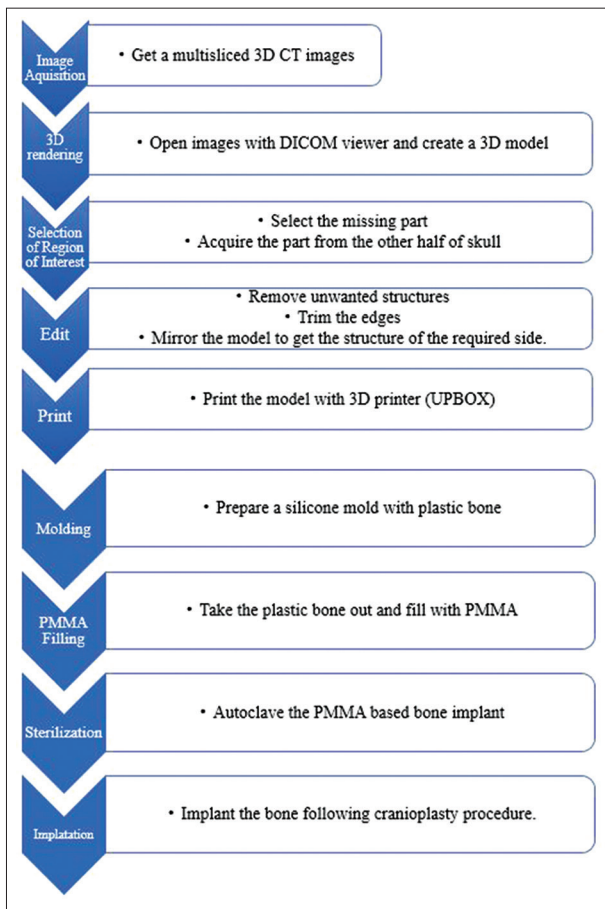 Image
Aquisition
• Get a multisliced 3D CT images
3D
rendering
• Open images with DICOM viewer and create a 3D model
Selection
of Region
of Interest
• Select the missing part
• Acquire the part from the other half of skull
Edit
• Remove unwanted structures
• Trim the edges
• Mirror the model to get the structure of the required side.
Print
• Print the model with 3D printer (UPBOX)
Molding
• Prepare a silicone mold with plastic bone
PMMA
Filling
• Take the plastic bone out and fill with PMMA
Sterilization
• Autoclave the PMMA based bone implant
Implatation
• Implant the bone following cranioplasty procedure.